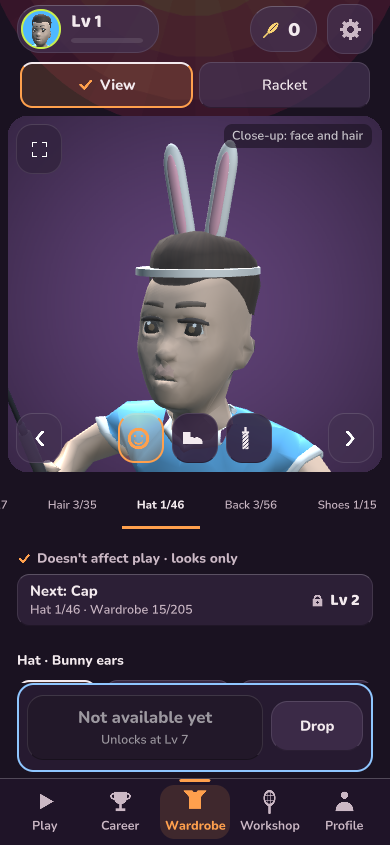 Lv 1
0
View
Racket
Close-up: face and hair
7
Hair 3/35
Hat 1/46
Back 3/56
Shoes 1/15
Doesn't affect play · looks only
Next: Cap
Hat 1/46 · Wardrobe 15/205
Lv 2
Hat · Bunny ears
Not available yet
Unlocks at Lv 7
Drop
Play
Career
Wardrobe
Workshop
Profile